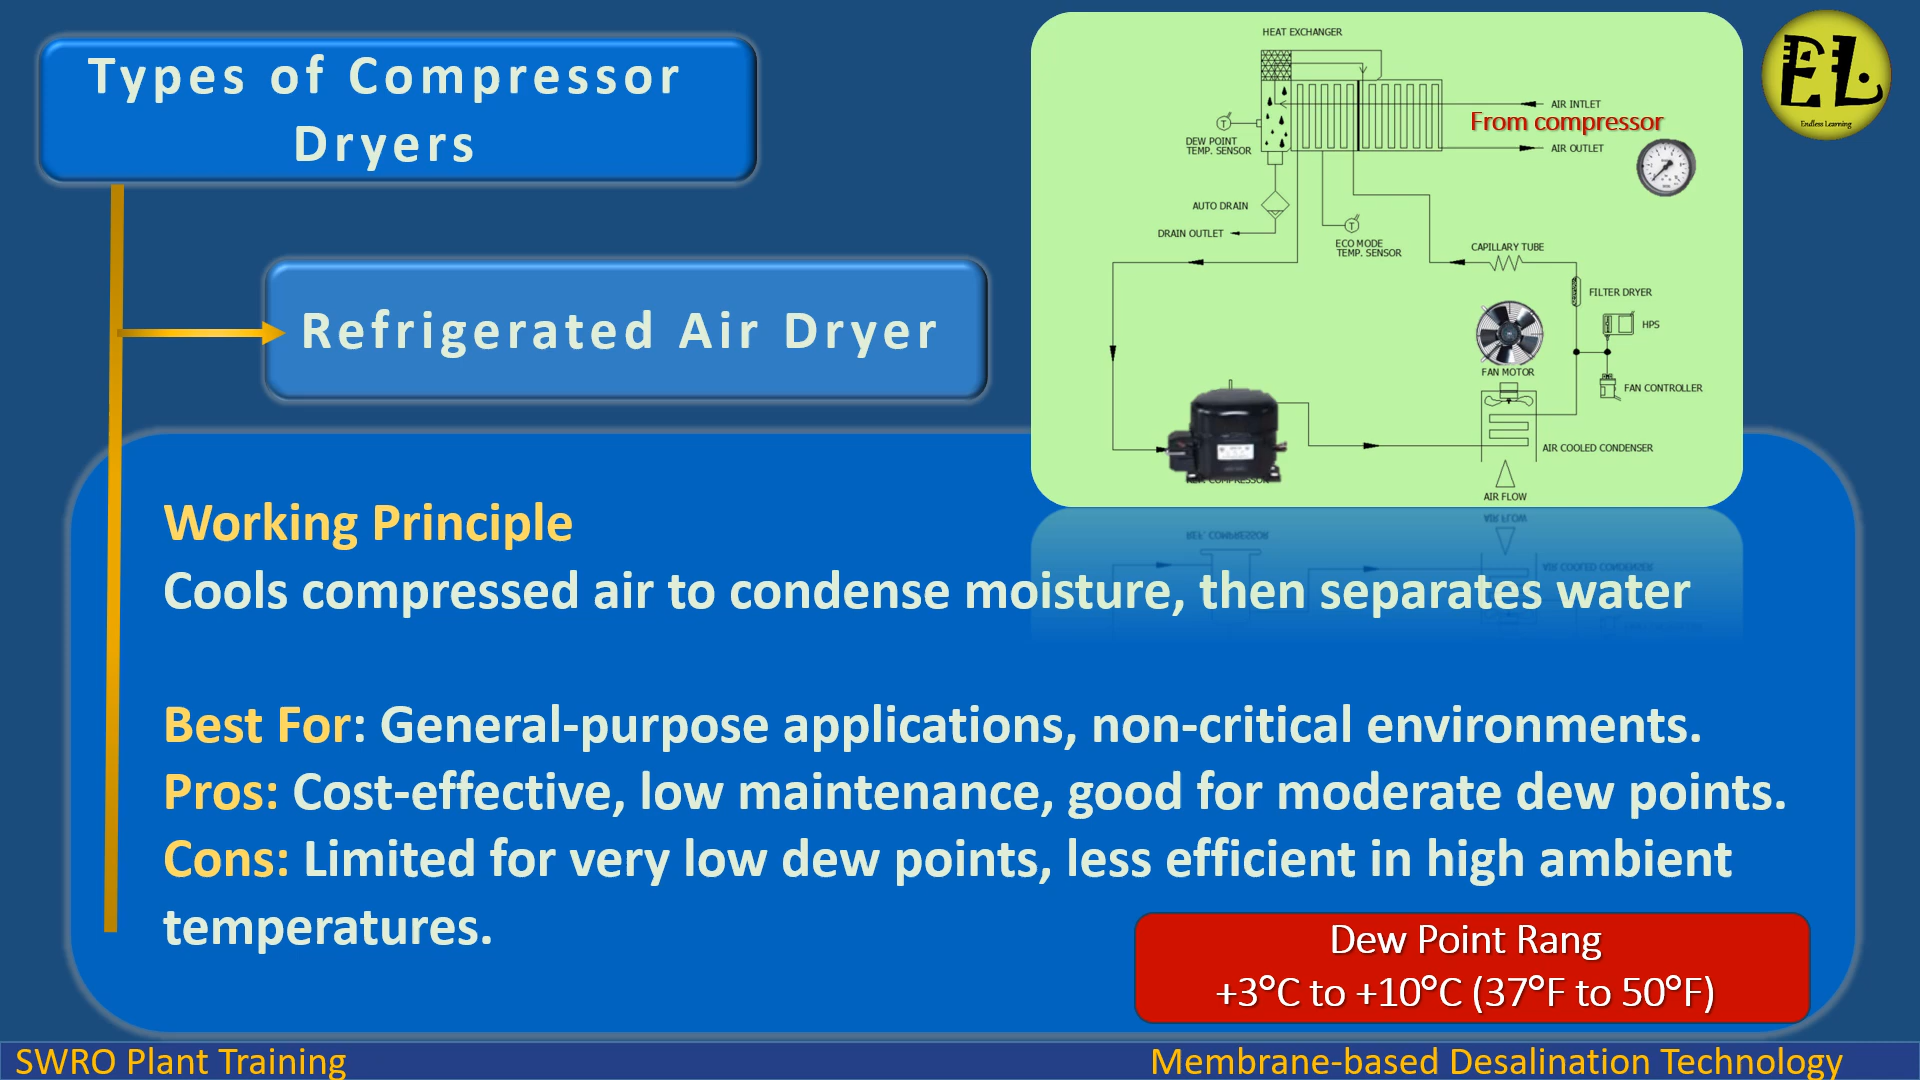 Types of Compressor
Dryers
Refrigerated Air Dryer
HEAT EXCHANGER
AIR INTLET
From compressor
AIR OUTLET
DEW POINT
TEMP. SENSOR
AUTO DRAIN
DRAIN OUTLET
ECO MODE
TEMP. SENSOR
CAPILLARY TUBE
FILTER DRYER
HPS
FAN MOTOR
FAN CONTROLLER
AIR COOLED CONDENSER
REF. COMPRESSOR
AIR FLOW
EL
Endless Learning
Working Principle
Cools compressed air to condense moisture, then separates water
Best For: General-purpose applications, non-critical environments.
Pros: Cost-effective, low maintenance, good for moderate dew points.
Cons: Limited for very low dew points, less efficient in high ambient
temperatures.
Dew Point Rang
+3°C to +10°C (37°F to 50°F)
SWRO Plant Training
Membrane-based Desalination Technology